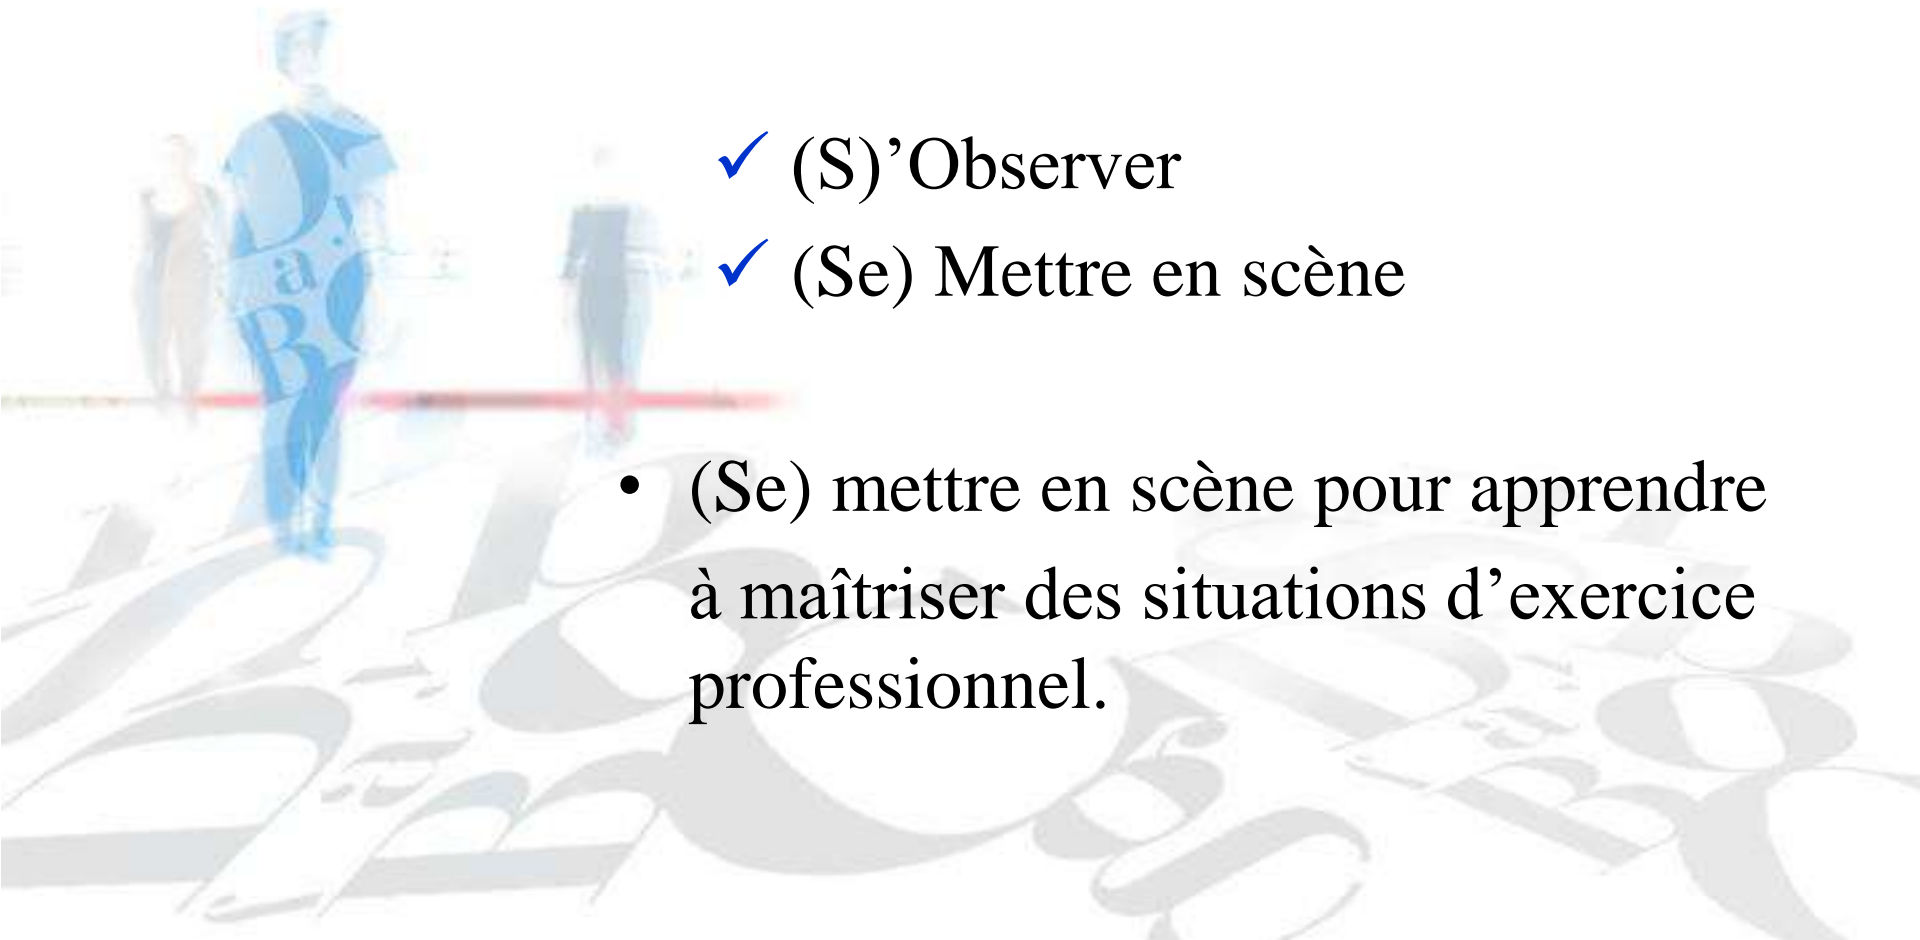 ✓ (S)’Observer
✓ (Se) Mettre en scène
• (Se) mettre en scène pour apprendre
à maîtriser des situations d’exercice
professionnel.